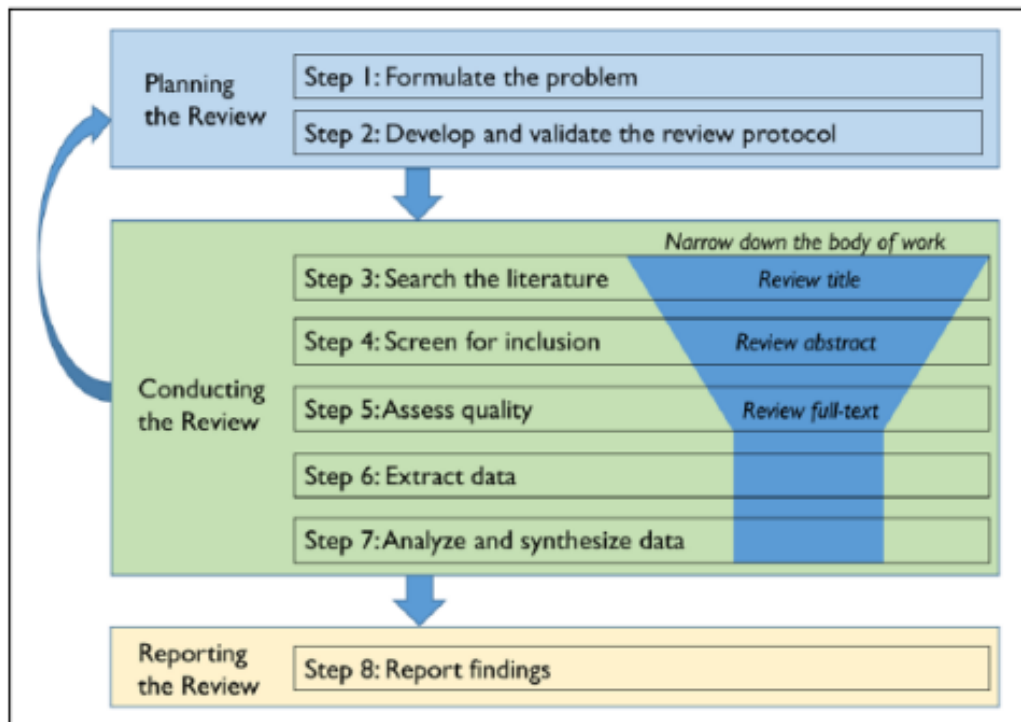 Planning
the Review
Step 1: Formulate the problem
Step 2: Develop and validate the review protocol
Narrow down the body of work
Step 3: Search the literature
Review title
Step 4: Screen for inclusion
Review abstract
Conducting
the Review
Step 5: Assess quality
Review full-text
Step 6: Extract data
Step 7: Analyze and synthesize data
Reporting
the Review
Step 8: Report findings